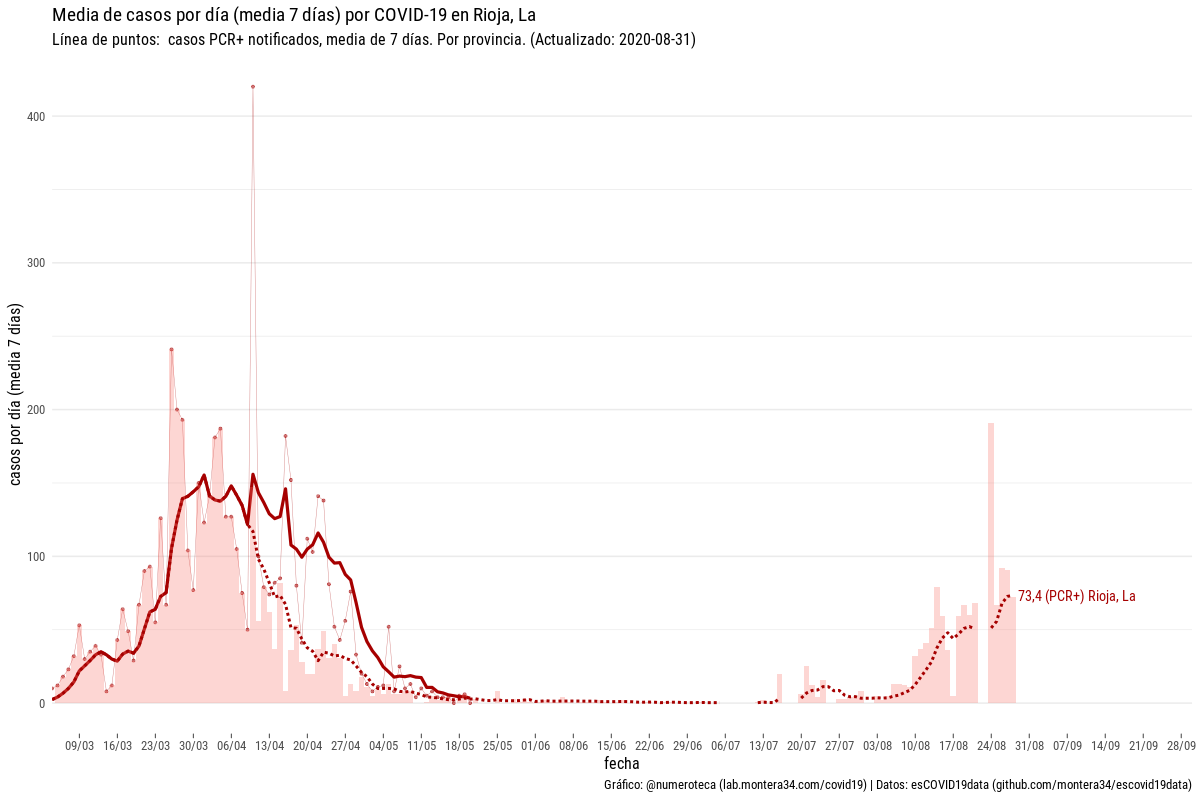 Media de casos por día (media 7 días) por COVID-19 en Rioja, La
Línea de puntos:  casos PCR+ notificados, media de 7 días. Por provincia. (Actualizado: 2020-08-31)
casos por día (media 7 días)
400
300
200
100
0
73,4 (PCR+) Rioja, La
09/03 16/03 23/03 30/03 06/04 13/04 20/04 27/04 04/05 11/05 18/05 25/05 01/06 08/06 15/06 22/06 29/06 06/07 13/07 20/07 27/07 03/08 10/08 17/08 24/08 31/08 07/09 14/09 21/09 28/09
fecha
Gráfico: @numeroteca (lab.montera34.com/covid19) | Datos: esCOVID19data (github.com/montera34/escovid19data)